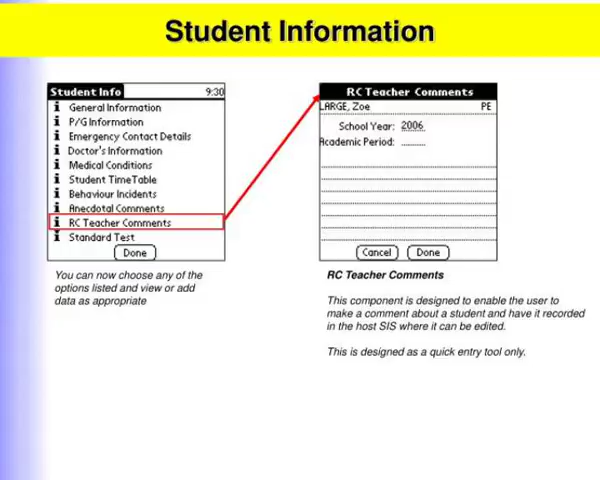 Student Information
Student Info 9:30
General Information
P/G Information
Emergency Contact Details
Doctor's Information
Medical Conditions
Student TimeTable
Behaviour Incidents
Anecdotal Comments
RC Teacher Comments
Standard Test
Done
You can now choose any of the
options listed and view or add
data as appropriate
RC Teacher Comments
LARGE, Zoe PE
School Year: 2006
Academic Period:
Cancel Done
RC Teacher Comments
This component is designed to enable the user to
make a comment about a student and have it recorded
in the host SIS where it can be edited.
This is designed as a quick entry tool only.